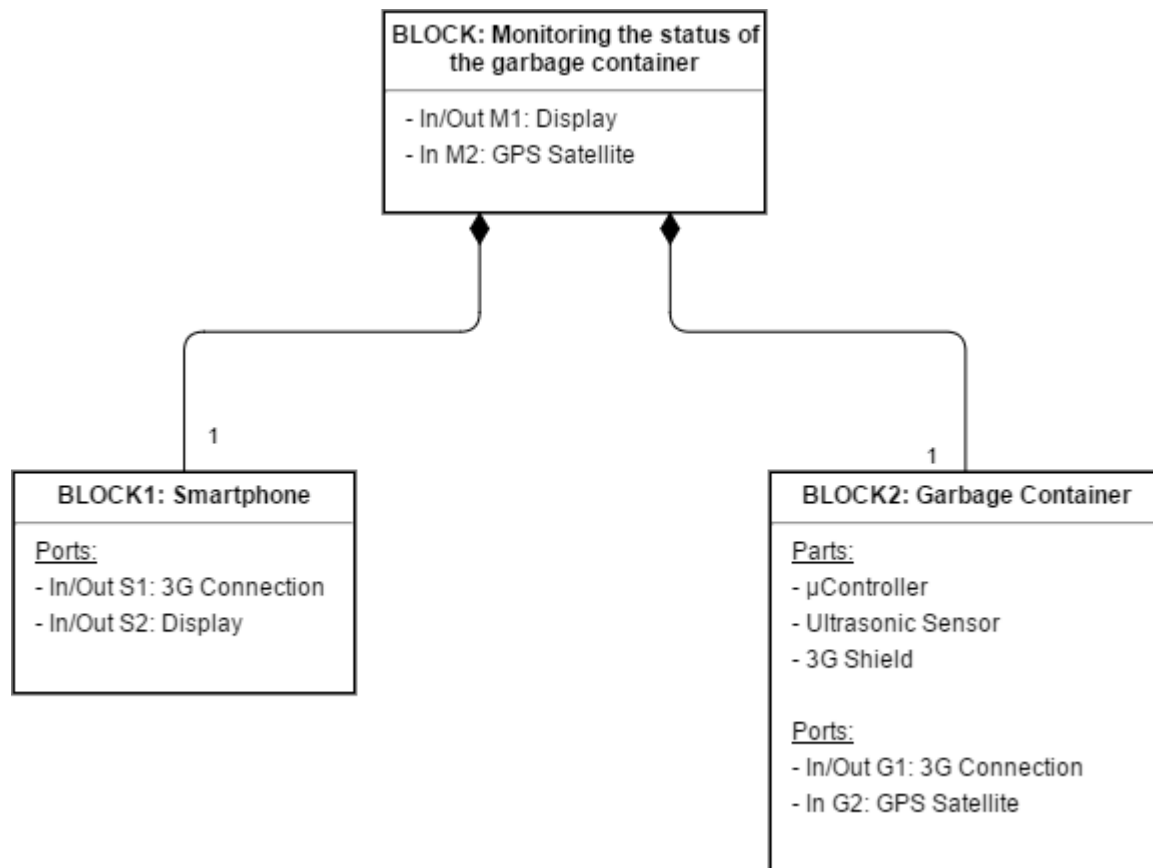 BLOCK: Monitoring the status of
the garbage container
- In/Out M1: Display
- In M2: GPS Satellite
1
1
BLOCK1: Smartphone
Ports:
- In/Out S1: 3G Connection
- In/Out S2: Display
BLOCK2: Garbage Container
Parts:
- µController
- Ultrasonic Sensor
- 3G Shield
Ports:
- In/Out G1: 3G Connection
- In G2: GPS Satellite